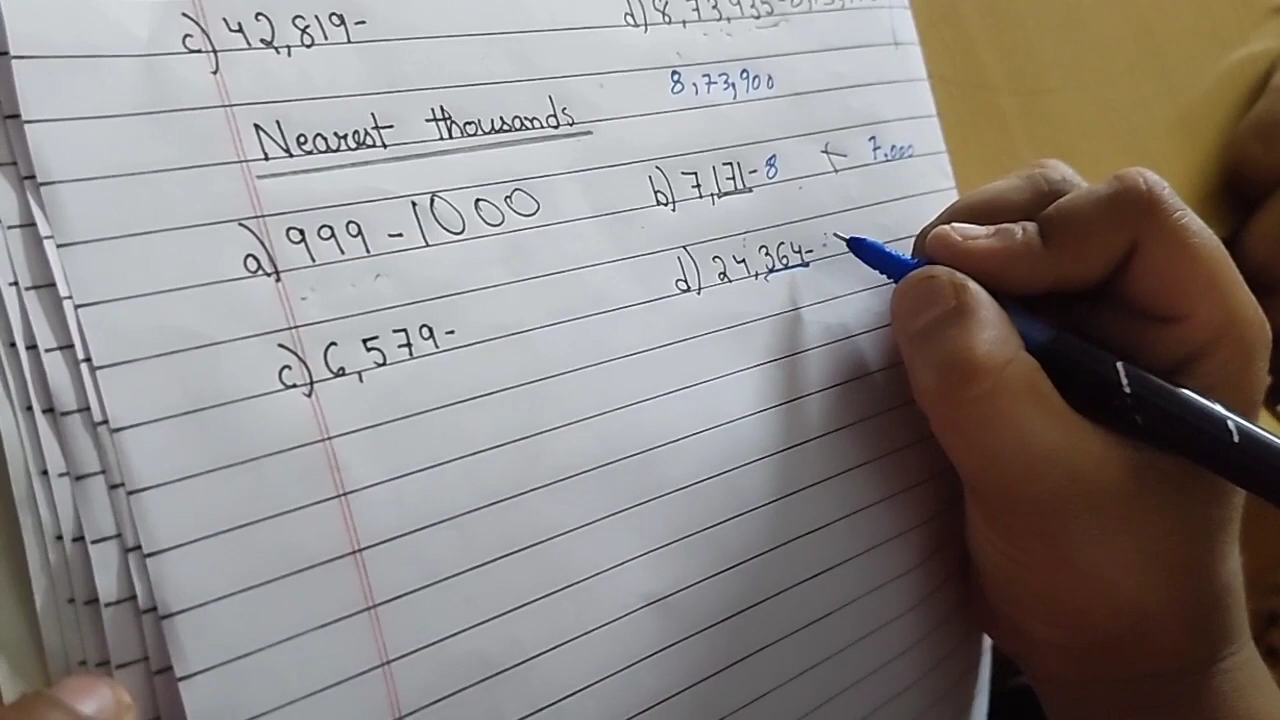 c) 42,819- d) 8,73,935-
8,73,900
Nearest thousands
a) 999-1000 b) 7,171-8 7,000
d) 24,364-
c) 6,579-